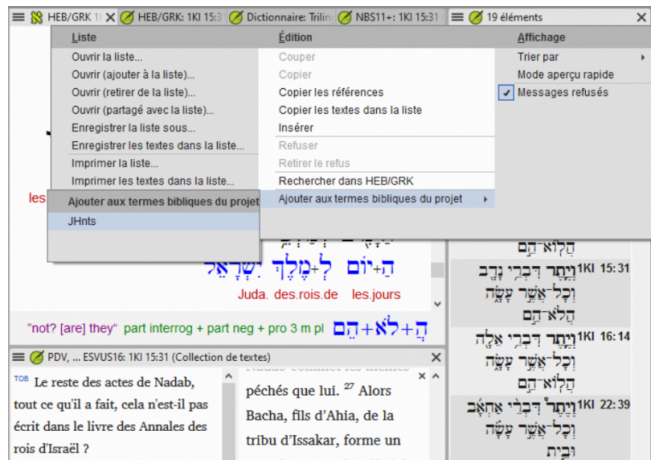 HEB/GRK 1
HEB/GRK: 1KI 15:3
Dictionnaire: Trilin
NBS11+: 1KI 15:31
19 éléments
Liste
Ouvrir la liste...
Ouvrir (ajouter à la liste)...
Ouvrir (retirer de la liste)...
Ouvrir (partagé avec la liste)...
Enregistrer la liste sous...
Enregistrer les textes dans la liste...
Imprimer la liste...
Imprimer les textes dans la liste...
Ajouter aux termes bibliques du projet
JHnts
Édition
Couper
Copier
Copier les références
Copier les textes dans la liste
Insérer
Refuser
Retirer le refus
Rechercher dans HEB/GRK
Ajouter aux termes bibliques du projet
Affichage
Trier par
Mode aperçu rapide
Messages refusés
les
הַ+יּוֹם לְ+מֶלֶךְ יִשְׂרָאֵל
Juda. des.rois.de les.jours
"not? [are] they" part interrog + part neg + pro 3 m pl הֲ+לֹא+הֵם
PDV, ... ESVUS16: 1KI 15:31 (Collection de textes)
TOB Le reste des actes de Nadab,
tout ce qu'il a fait, cela n'est-il pas
écrit dans le livre des Annales des
rois d'Israël ?
péchés que lui. 27 Alors
Bacha, fils d'Ahia, de la
tribu d'Issakar, forme un
הֲלוֹא־הֵם
1KI 15:31 וְיֶתֶר דִּבְרֵי נָדָב
וְכָל־אֲשֶׁר עָשָׂה
הֲלֹא־הֵם
1KI 16:14 וְיֶתֶר דִּבְרֵי אֵלָה
וְכָל־אֲשֶׁר עָשָׂה
הֲלוֹא־הֵם
1KI 22:39 וְיֶתֶר דִּבְרֵי אַחְאָב
וְכָל־אֲשֶׁר עָשָׂה
וּבֵית